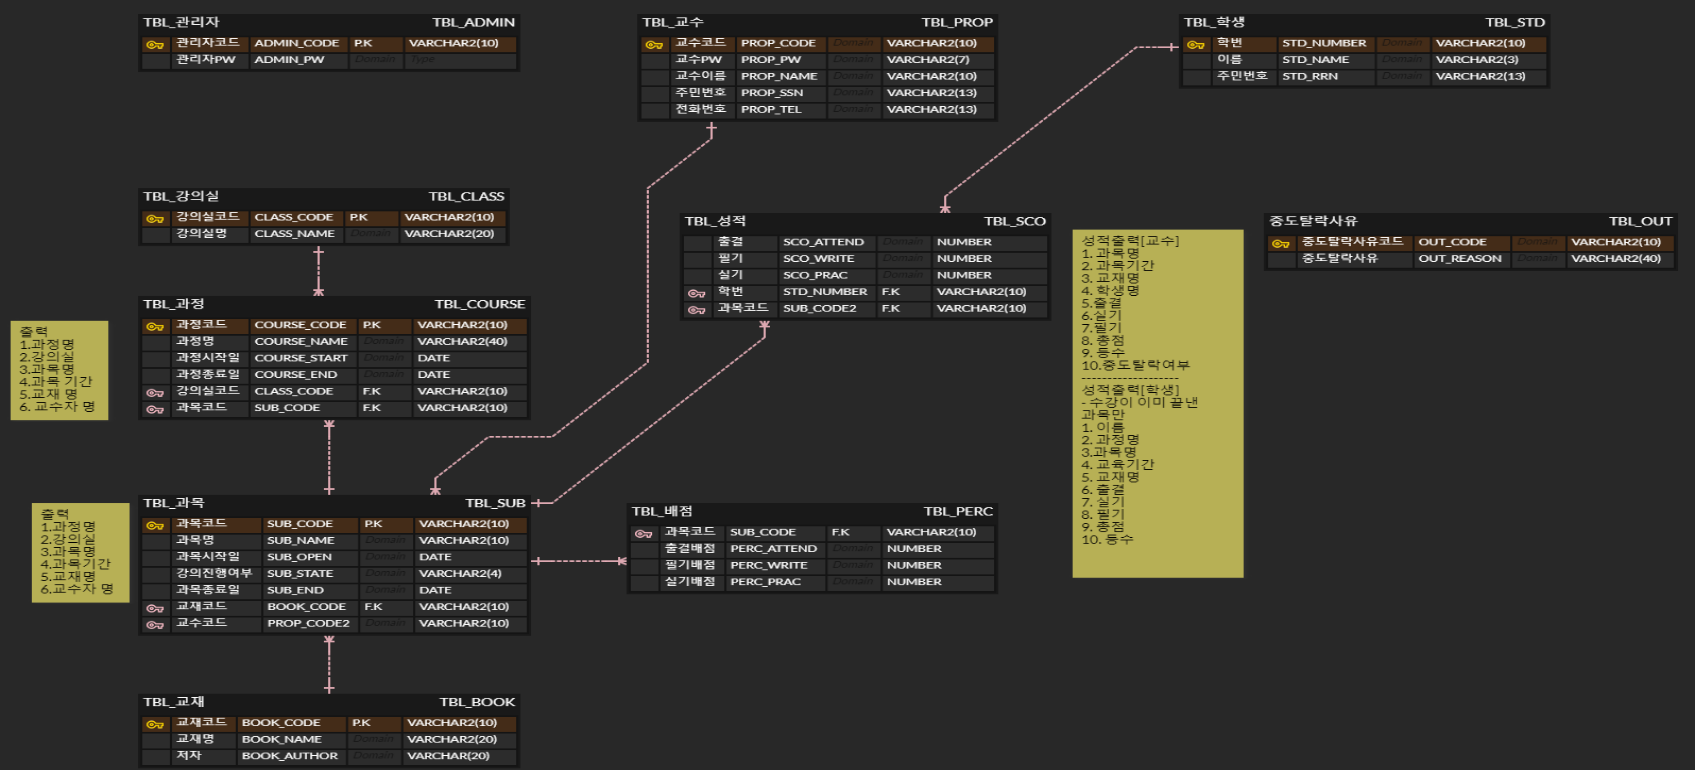 TBL_관리자 TBL_ADMIN
관리자코드 ADMIN_CODE P.K VARCHAR2(10)
관리자PW ADMIN_PW Domain Type
TBL_교수 TBL_PROP
교수코드 PROP_CODE Domain VARCHAR2(10)
교수PW PROP_PW Domain VARCHAR2(7)
교수이름 PROP_NAME Domain VARCHAR2(10)
주민번호 PROP_SSN Domain VARCHAR2(13)
전화번호 PROP_TEL Domain VARCHAR2(13)
TBL_학생 TBL_STD
학번 STD_NUMBER Domain VARCHAR2(10)
이름 STD_NAME Domain VARCHAR2(3)
주민번호 STD_RRN Domain VARCHAR2(13)
TBL_강의실 TBL_CLASS
강의실코드 CLASS_CODE P.K VARCHAR2(10)
강의실명 CLASS_NAME Domain VARCHAR2(20)
TBL_성적 TBL_SCO
출결 SCO_ATTEND Domain NUMBER
필기 SCO_WRITE Domain NUMBER
실기 SCO_PRAC Domain NUMBER
학번 STD_NUMBER F.K VARCHAR2(10)
과목코드 SUB_CODE2 F.K VARCHAR2(10)
성적출력[교수]
1. 과목명
2. 과목기간
3. 교재명
4. 학생명
5.출결
6.실기
7.필기
8. 총점
9. 등수
10.중도탈락여부
--------------------
성적출력[학생]
- 수강이 이미 끝낸
과목만
1. 이름
2. 과정명
3.과목명
4. 교육기간
5. 교재명
6. 출결
7. 실기
8. 필기
9. 총점
10. 등수
중도탈락사유 TBL_OUT
중도탈락사유코드 OUT_CODE Domain VARCHAR2(10)
중도탈락사유 OUT_REASON Domain VARCHAR2(40)
TBL_과정 TBL_COURSE
과정코드 COURSE_CODE P.K VARCHAR2(10)
과정명 COURSE_NAME Domain VARCHAR2(40)
과정시작일 COURSE_START Domain DATE
과정종료일 COURSE_END Domain DATE
강의실코드 CLASS_CODE F.K VARCHAR2(10)
과목코드 SUB_CODE F.K VARCHAR2(10)
출력
1.과정명
2.강의실
3.과목명
4.과목 기간
5.교재 명
6. 교수자 명
TBL_과목 TBL_SUB
과목코드 SUB_CODE P.K VARCHAR2(10)
과목명 SUB_NAME Domain VARCHAR2(10)
과목시작일 SUB_OPEN Domain DATE
강의진행여부 SUB_STATE Domain VARCHAR2(4)
과목종료일 SUB_END Domain DATE
교재코드 BOOK_CODE F.K VARCHAR2(10)
교수코드 PROP_CODE2 Domain VARCHAR2(10)
출력
1.과정명
2.강의실
3.과목명
4.과목기간
5.교재명
6.교수자 명
TBL_배점 TBL_PERC
과목코드 SUB_CODE F.K VARCHAR2(10)
출결배점 PERC_ATTEND Domain NUMBER
필기배점 PERC_WRITE Domain NUMBER
실기배점 PERC_PRAC Domain NUMBER
TBL_교재 TBL_BOOK
교재코드 BOOK_CODE P.K VARCHAR2(10)
교재명 BOOK_NAME Domain VARCHAR2(20)
저자 BOOK_AUTHOR Domain VARCHAR(20)